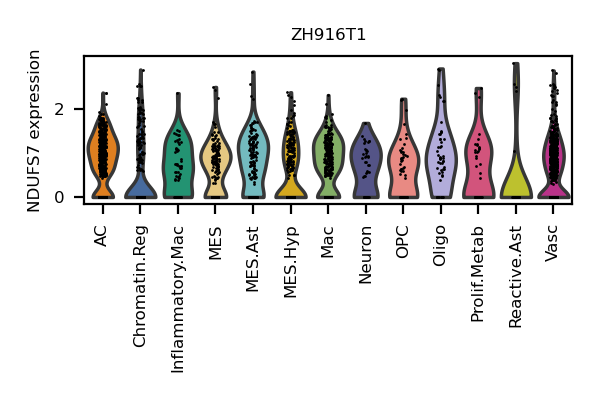 ZH916T1
NDUFS7 expression
2
0
AC
Chromatin.Reg
Inflammatory.Mac
MES
MES.Ast
MES.Hyp
Mac
Neuron
OPC
Oligo
Prolif.Metab
Reactive.Ast
Vasc